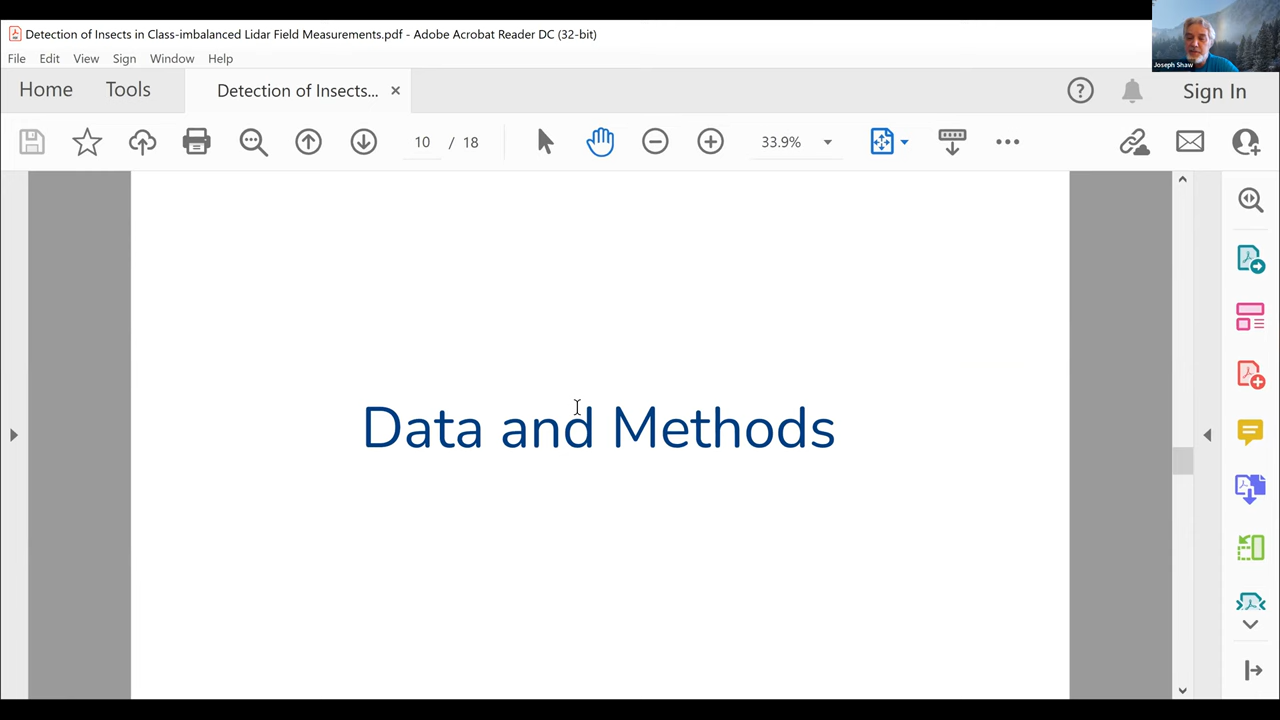 Detection of Insects in Class-imbalanced Lidar Field Measurements.pdf - Adobe Acrobat Reader DC (32-bit)
Joseph Shaw
File Edit View Sign Window Help
Home Tools Detection of Insects... × Sign In
10 / 18 33.9%
Data and Methods